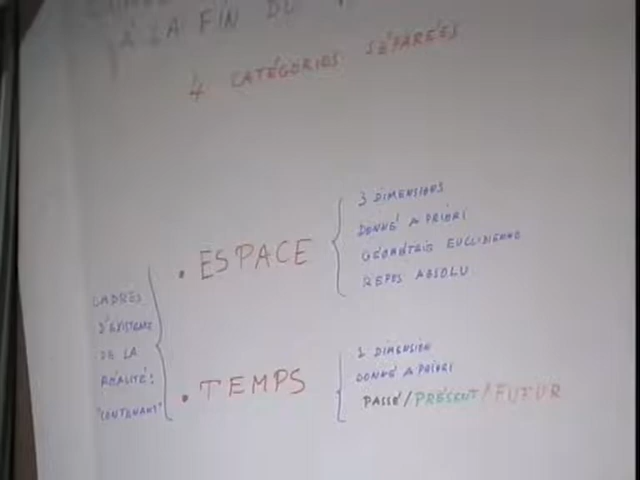 À LA FIN DU
4 CATÉGORIES SÉPARÉES
3 DIMENSIONS
DONNÉ A PRIORI
• ESPACE
GÉOMÉTRIE EUCLIDIENNE
REPOS ABSOLU
CADRES
D'EXISTENCE
DE LA
RÉALITÉ:
"CONTENANT"
1 DIMENSION
DONNÉ A PRIORI
• TEMPS
PASSÉ/PRÉSENT/FUTUR